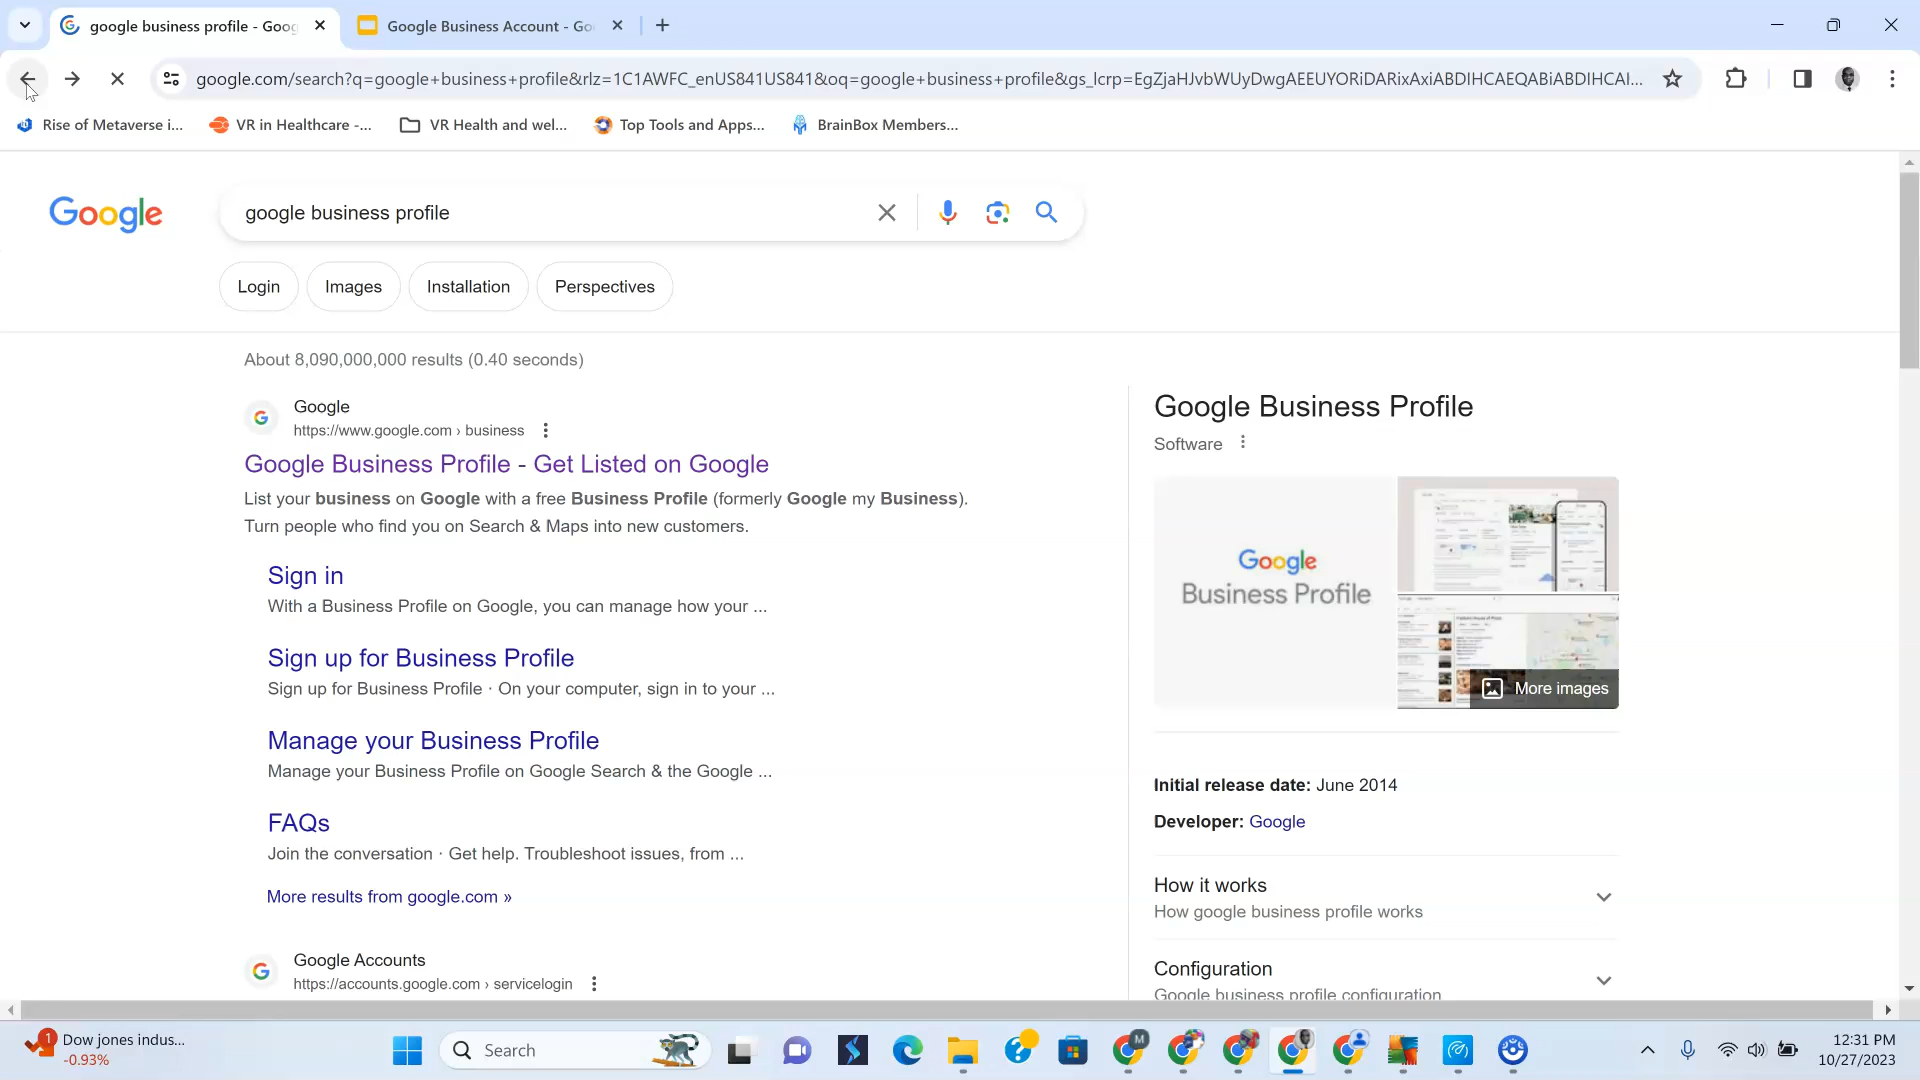 google business profile - Goog
Google Business Account - Go
google.com/search?q=google+business+profile&rlz=1C1AWFC_enUS841US841&oq=google+business+profile&gs_lcrp=EgZjaHJvbWUyDwgAEEUYORiDARixAxiABDIHCAEQABiABDIHCAI...
Rise of Metaverse i...
VR in Healthcare -...
VR Health and wel...
Top Tools and Apps...
BrainBox Members...
Google
google business profile
Login
Images
Installation
Perspectives
About 8,090,000,000 results (0.40 seconds)
Google
https://www.google.com › business
Google Business Profile - Get Listed on Google
List your business on Google with a free Business Profile (formerly Google my Business).
Turn people who find you on Search & Maps into new customers.
Sign in
With a Business Profile on Google, you can manage how your ...
Sign up for Business Profile
Sign up for Business Profile · On your computer, sign in to your ...
Manage your Business Profile
Manage your Business Profile on Google Search & the Google ...
FAQs
Join the conversation · Get help. Troubleshoot issues, from ...
More results from google.com »
Google Accounts
https://accounts.google.com › servicelogin
Google Business Profile
Software
Google
Business Profile
More images
Initial release date: June 2014
Developer: Google
How it works
How google business profile works
Configuration
Google business profile configuration
1
Dow jones indus...
-0.93%
Search
M
12:31 PM
10/27/2023